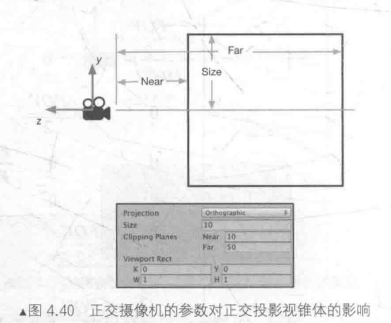 y
Far
Size
Near
z
Projection Orthographic
Size 10
Clipping Planes Near 10
Far 50
Viewport Rect
X 0 Y 0
W 1 H 1
▲图 4.40 正交摄像机的参数对正交投影视锥体的影响